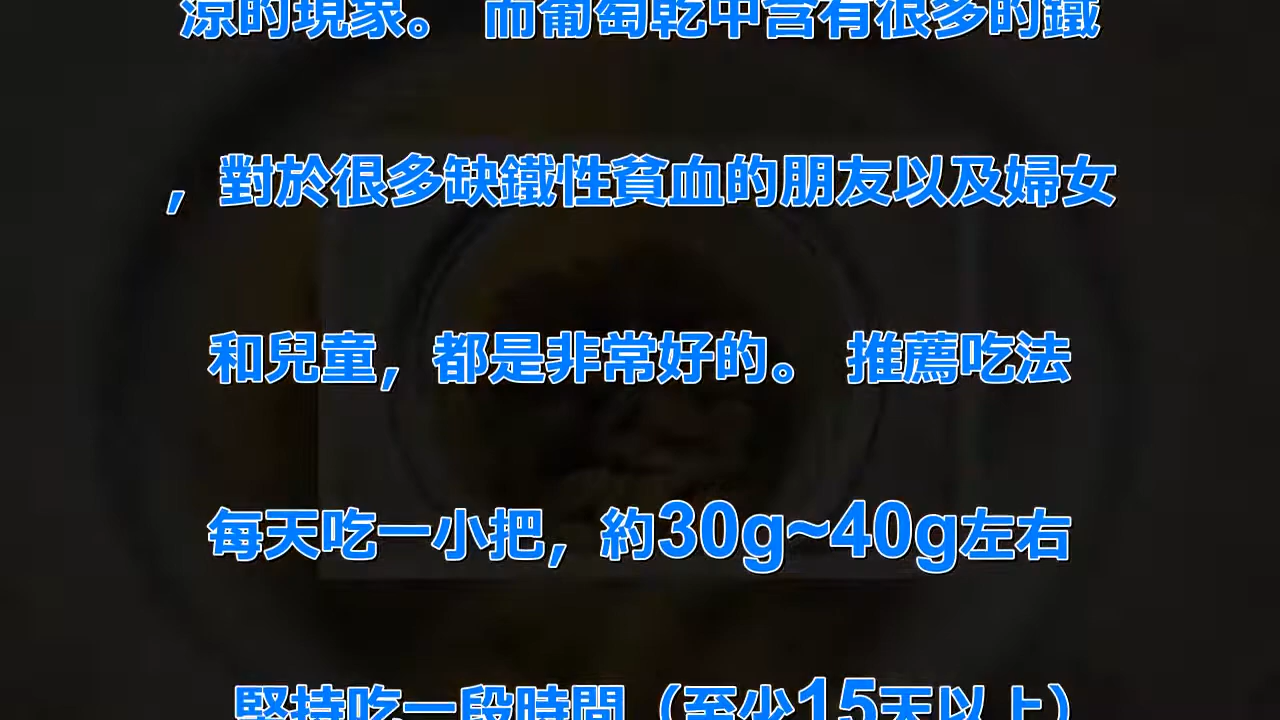 涼的現象。 而葡萄乾中含有很多的鐵
，對於很多缺鐵性貧血的朋友以及婦女
和兒童，都是非常好的。 推薦吃法
每天吃一小把，約30g~40g左右
堅持吃一段時間（至少15天以上）